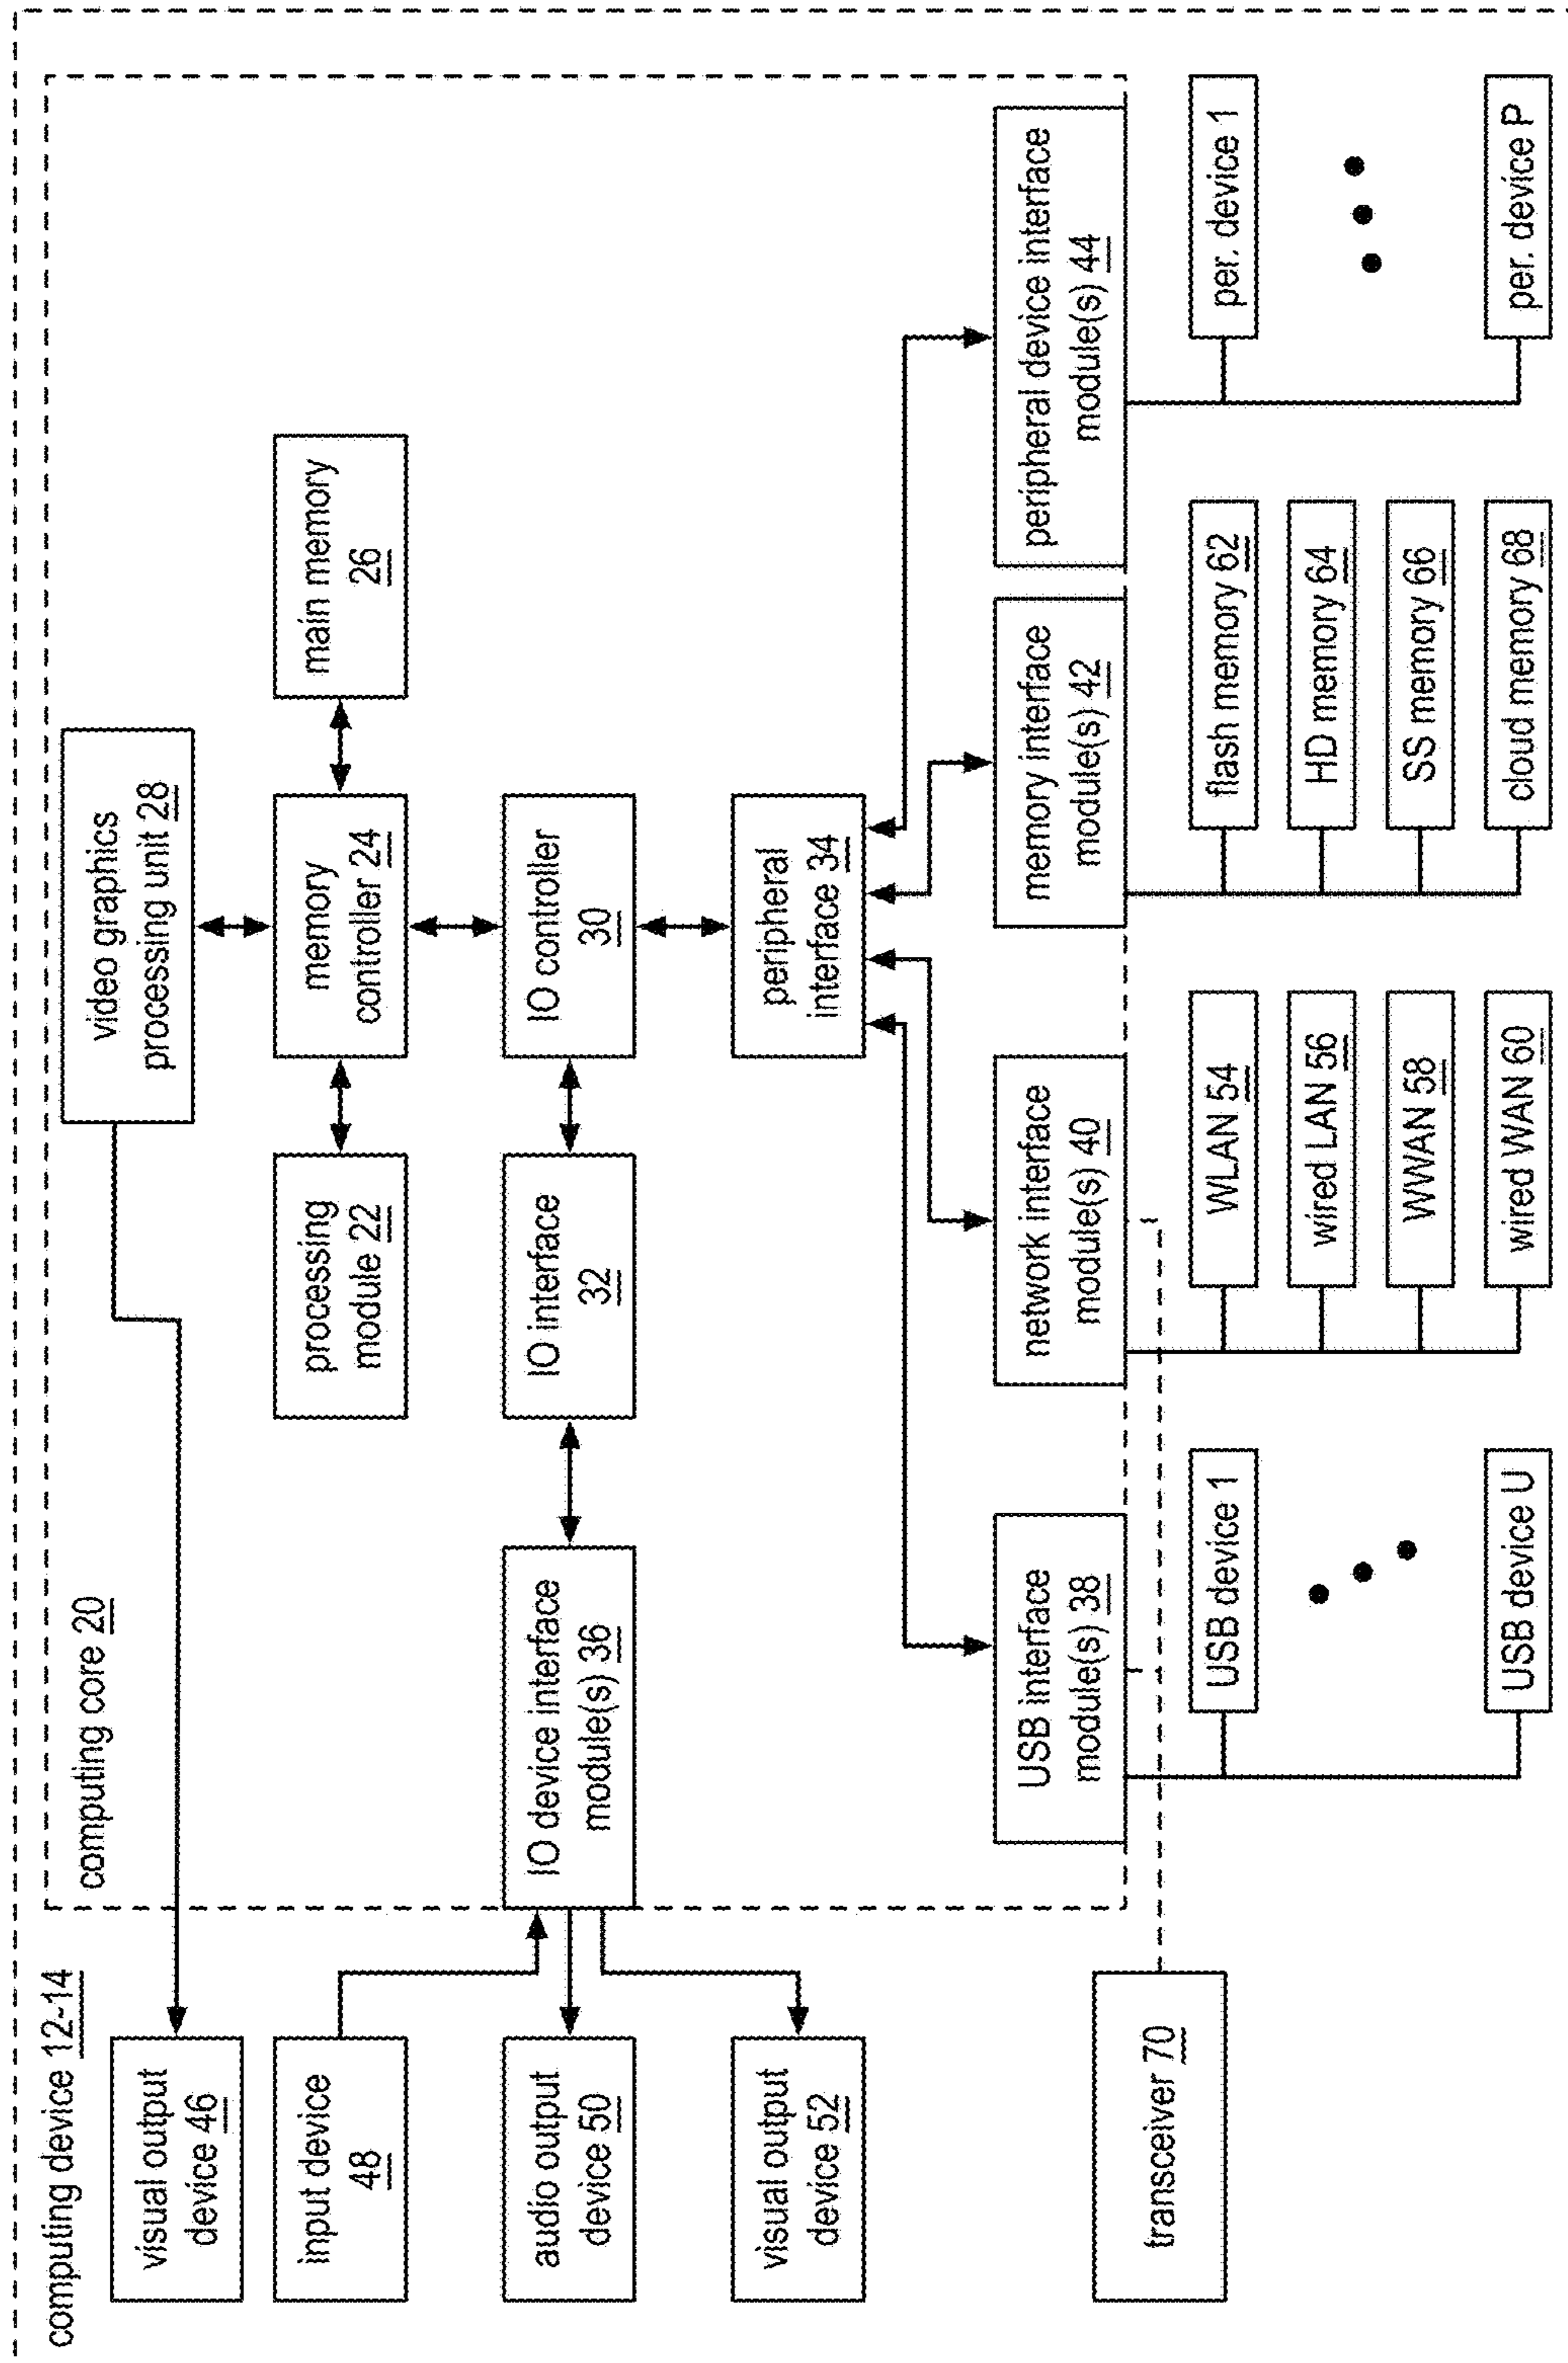 computing device 12-14
computing core 20
video graphics
processing unit 28
visual output
device 46
input device
48
processing
module 22
memory
controller 24
main memory
26
audio output
device 50
IO device interface
module(s) 36
IO interface
32
IO controller
30
visual output
device 52
peripheral
interface 34
transceiver 70
USB interface
module(s) 38
network interface
module(s) 40
memory interface
module(s) 42
peripheral device interface
module(s) 44
USB device 1
USB device U
WLAN 54
wired LAN 56
WWAN 58
wired WAN 60
flash memory 62
HD memory 64
SS memory 66
cloud memory 68
per. device 1
per. device P